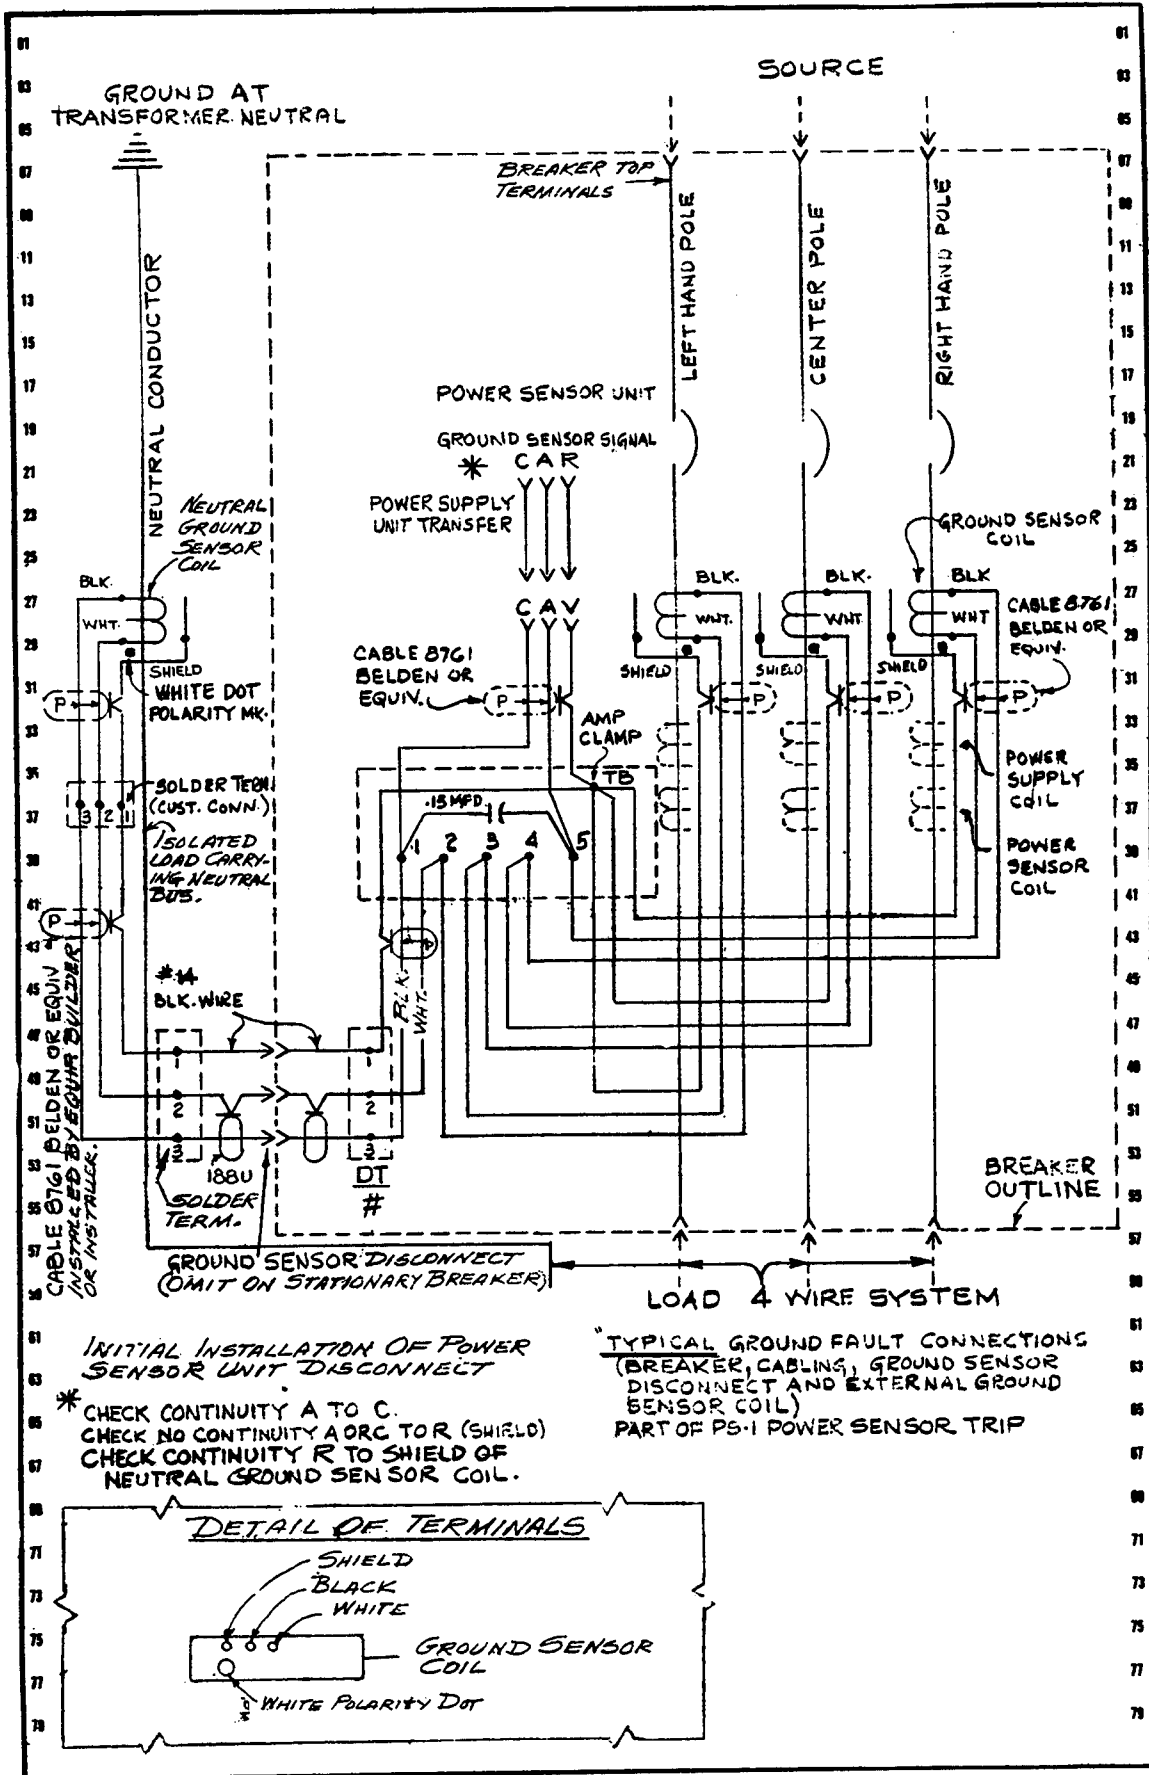 SOURCE
GROUND AT
TRANSFORMER NEUTRAL
BREAKER TOP
TERMINALS
LEFT HAND POLE
CENTER POLE
RIGHT HAND POLE
NEUTRAL CONDUCTOR
POWER SENSOR UNIT
GROUND SENSOR SIGNAL
* C A R
POWER SUPPLY
UNIT TRANSFER
C A V
NEUTRAL
GROUND
SENSOR
COIL
GROUND SENSOR
COIL
BLK.
WHT.
SHIELD
WHITE DOT
POLARITY MK.
BLK.
WHT.
SHIELD
BLK.
WHT
SHIELD
BLK
WHT
SHIELD
CABLE 8761
BELDEN OR
EQUIV.
CABLE 8761
BELDEN OR
EQUIV.
P
P
P
P
P
AMP
CLAMP
TB
.15 MFD
1 2 3 4 5
POWER
SUPPLY
COIL
POWER
SENSOR
COIL
SOLDER TERM
(CUST. CONN.)
3 2 1
ISOLATED
LOAD CARRY-
ING NEUTRAL
BUS.
P
P
BLK.
WHT.
#14
BLK. WIRE
CABLE 8761 BELDEN OR EQUIV
INSTALLED BY EQUIP BUILDER
OR INSTALLER.
1
2
3
1
2
3
188U
SOLDER
TERM.
DT
#
BREAKER
OUTLINE
GROUND SENSOR DISCONNECT
(OMIT ON STATIONARY BREAKER)
LOAD 4 WIRE SYSTEM
INITIAL INSTALLATION OF POWER
SENSOR UNIT DISCONNECT
* CHECK CONTINUITY A TO C.
CHECK NO CONTINUITY A OR C TO R (SHIELD)
CHECK CONTINUITY R TO SHIELD OF
NEUTRAL GROUND SENSOR COIL.
"TYPICAL GROUND FAULT CONNECTIONS
(BREAKER, CABLING, GROUND SENSOR
DISCONNECT AND EXTERNAL GROUND
SENSOR COIL)
PART OF PS-1 POWER SENSOR TRIP
DETAIL OF TERMINALS
SHIELD
BLACK
WHITE
GROUND SENSOR
COIL
WHITE POLARITY DOT